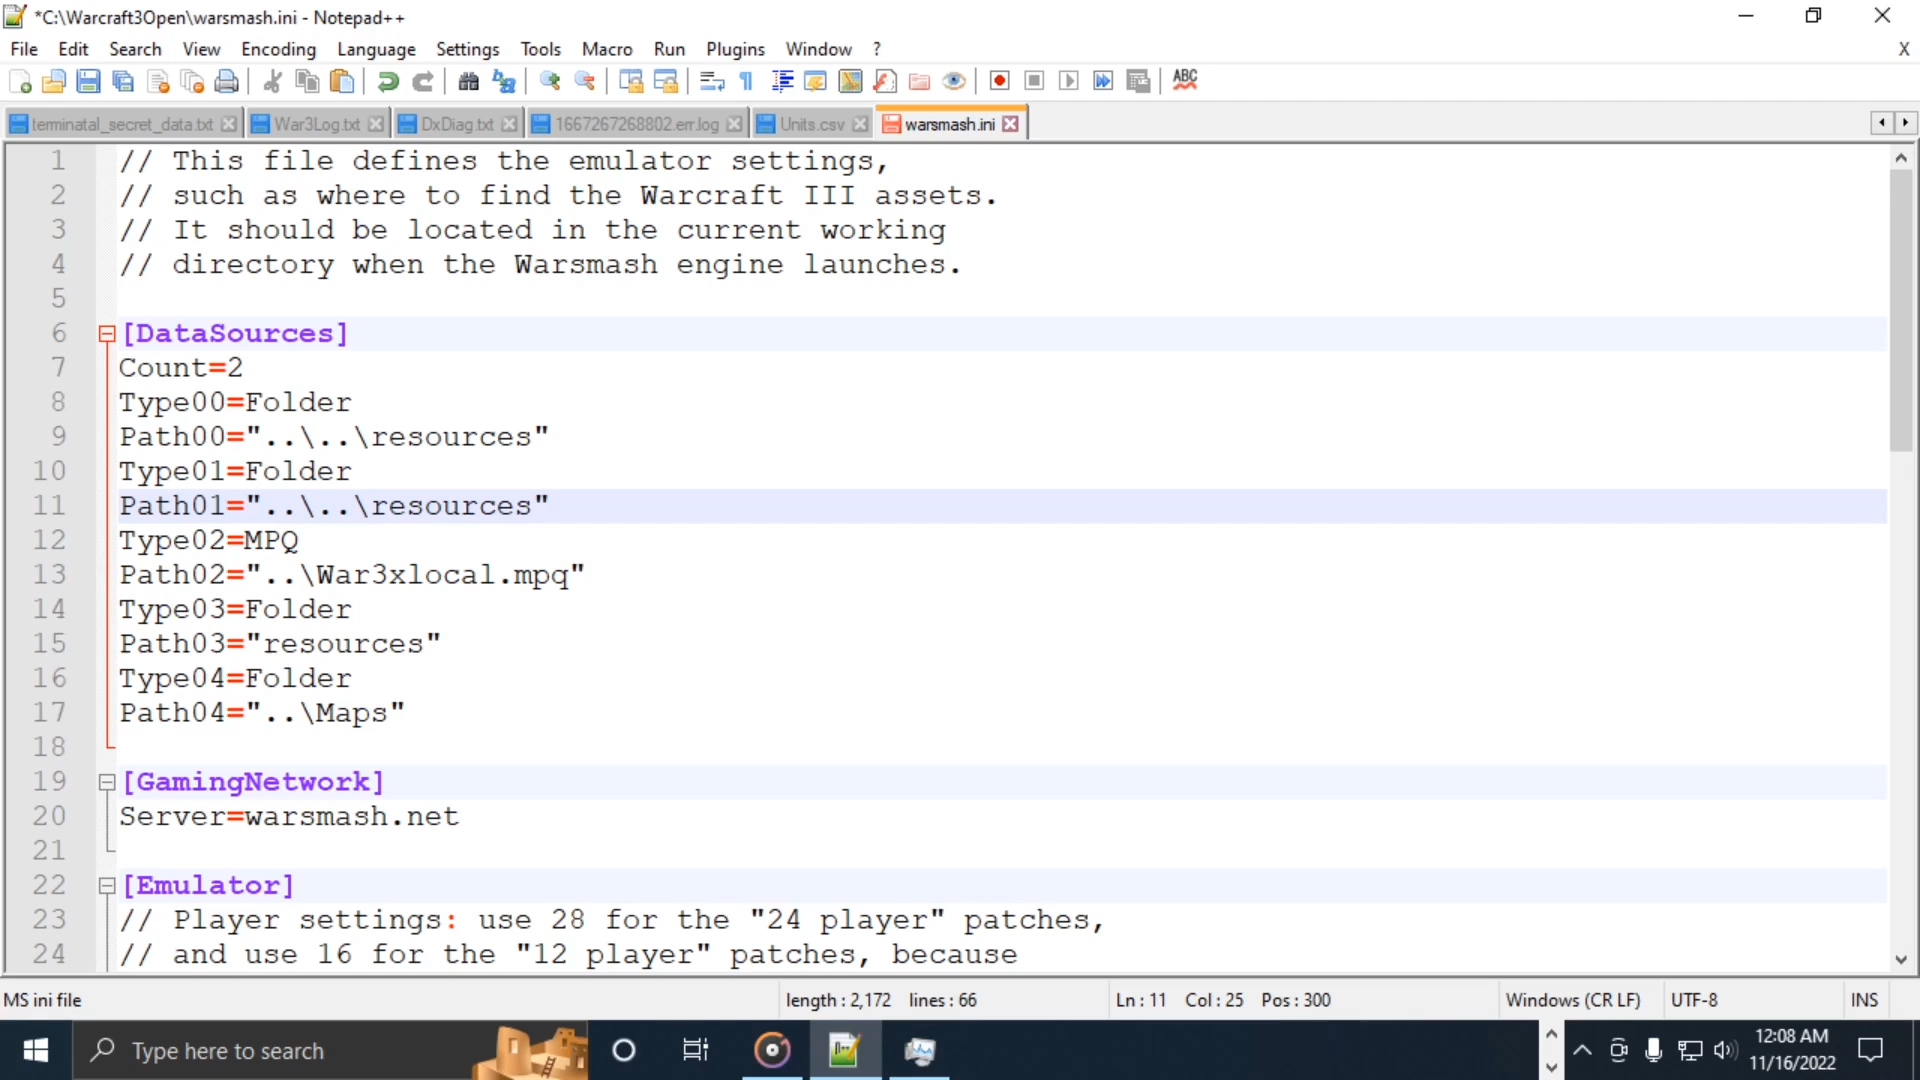 *C:\Warcraft3Open\warsmash.ini - Notepad++
File Edit Search View Encoding Language Settings Tools Macro Run Plugins Window ? X
ABC
terminatal_secret_data.txt War3Log.txt DxDiag.txt 1667267268802.err.log Units.csv warsmash.ini
1 // This file defines the emulator settings,
2 // such as where to find the Warcraft III assets.
3 // It should be located in the current working
4 // directory when the Warsmash engine launches.
5
6 [DataSources]
7 Count=2
8 Type00=Folder
9 Path00="..\..\resources"
10 Type01=Folder
11 Path01="..\..\resources"
12 Type02=MPQ
13 Path02="..\War3xlocal.mpq"
14 Type03=Folder
15 Path03="resources"
16 Type04=Folder
17 Path04="..\Maps"
18
19 [GamingNetwork]
20 Server=warsmash.net
21
22 [Emulator]
23 // Player settings: use 28 for the "24 player" patches,
24 // and use 16 for the "12 player" patches, because
MS ini file length : 2,172 lines : 66 Ln : 11 Col : 25 Pos : 300 Windows (CR LF) UTF-8 INS
Type here to search
12:08 AM
11/16/2022